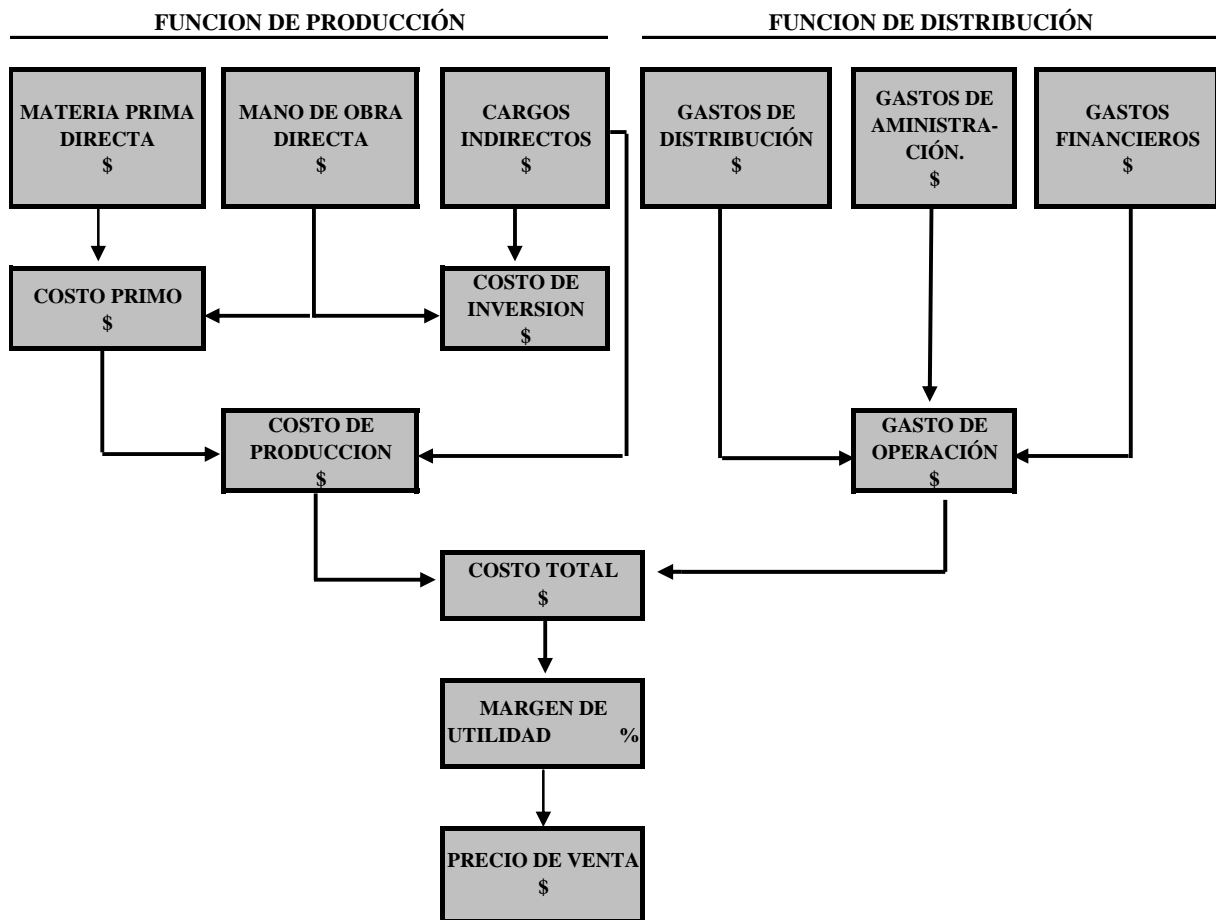 FUNCION DE PRODUCCIÓN
FUNCION DE DISTRIBUCIÓN
MATERIA PRIMA
DIRECTA
$
MANO DE OBRA
DIRECTA
$
CARGOS
INDIRECTOS
$
GASTOS DE
DISTRIBUCIÓN
$
GASTOS DE
AMINISTRA-
CIÓN.
$
GASTOS
FINANCIEROS
$
COSTO PRIMO
$
COSTO DE
INVERSION
$
COSTO DE
PRODUCCION
$
GASTO DE
OPERACIÓN
$
COSTO TOTAL
$
MARGEN DE
UTILIDAD %
PRECIO DE VENTA
$